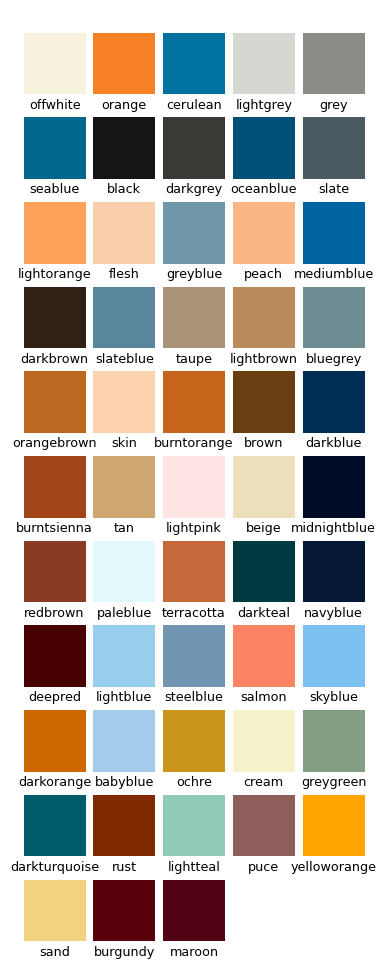 offwhite orange cerulean lightgrey grey
seablue black darkgrey oceanblue slate
lightorange flesh greyblue peach mediumblue
darkbrown slateblue taupe lightbrown bluegrey
orangebrown skin burntorange brown darkblue
burntsienna tan lightpink beige midnightblue
redbrown paleblue terracotta darkteal navyblue
deepred lightblue steelblue salmon skyblue
darkorange babyblue ochre cream greygreen
darkturquoise rust lightteal puce yelloworange
sand burgundy maroon